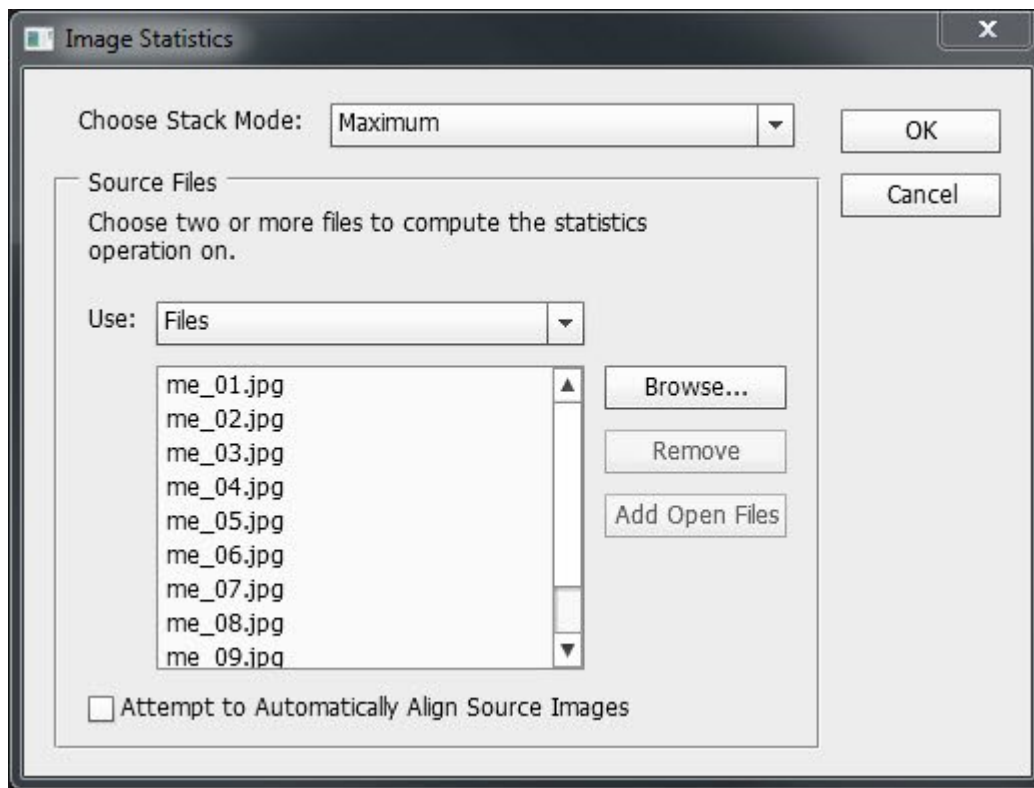 Image Statistics
X
Choose Stack Mode: Maximum
OK
Cancel
Source Files
Choose two or more files to compute the statistics
operation on.
Use: Files
me_01.jpg
me_02.jpg
me_03.jpg
me_04.jpg
me_05.jpg
me_06.jpg
me_07.jpg
me_08.jpg
me_09.jpg
Browse...
Remove
Add Open Files
Attempt to Automatically Align Source Images